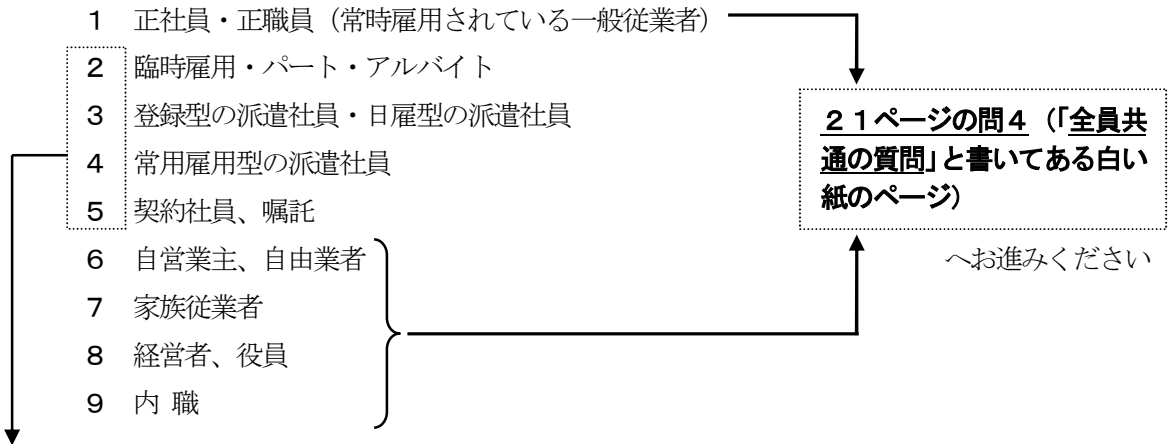 1 正社員・正職員（常時雇用されている一般従業者）
2 臨時雇用・パート・アルバイト
3 登録型の派遣社員・日雇型の派遣社員
4 常用雇用型の派遣社員
5 契約社員、嘱託
6 自営業主、自由業者
7 家族従業者
8 経営者、役員
9 内 職
２１ページの問４（「全員共
通の質問」と書いてある白い
紙のページ）
へお進みください